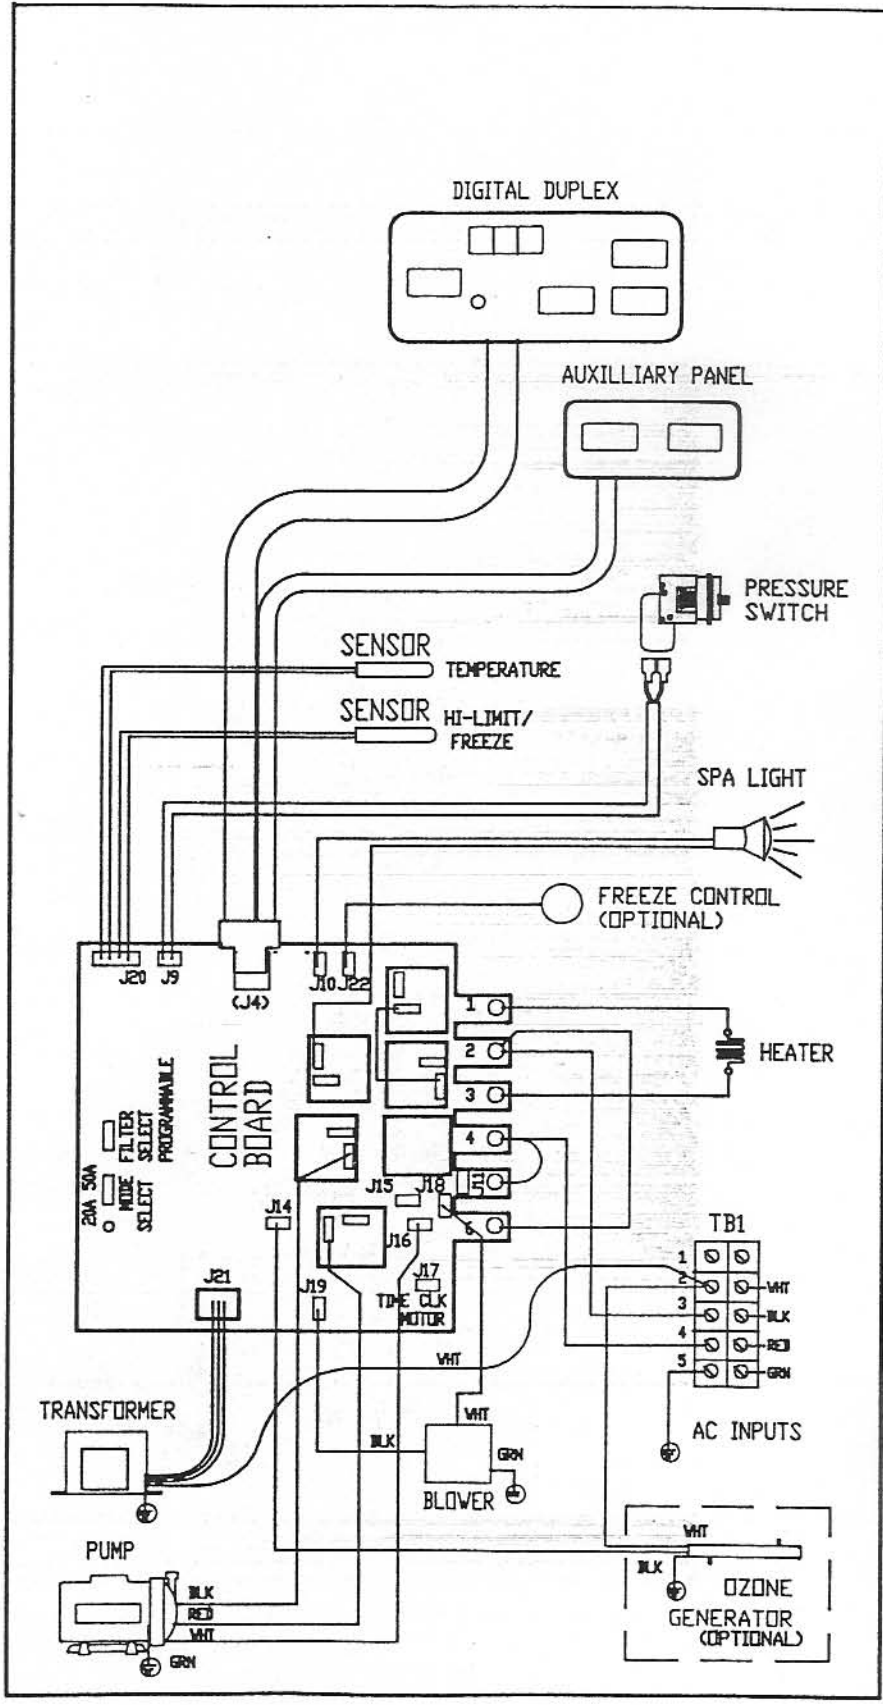 DIGITAL DUPLEX
AUXILLIARY PANEL
PRESSURE
SWITCH
SENSOR
TEMPERATURE
SENSOR
HI-LIMIT/
FREEZE
SPA LIGHT
FREEZE CONTROL
(OPTIONAL)
J20
J9
(J4)
J10
J22
1
2
3
4
J11
6
HEATER
CONTROL
BOARD
FILTER
SELECT
PROGRAMMABLE
20A 50A
MODE
SELECT
J14
J15
J18
J16
J17
TIME CLK
MOTOR
J19
J21
TB1
1
2
3
4
5
WHT
BLK
RED
GRN
AC INPUTS
WHT
TRANSFORMER
WHT
BLK
GRN
BLOWER
PUMP
BLK
RED
WHT
GRN
WHT
BLK
OZONE
GENERATOR
(OPTIONAL)